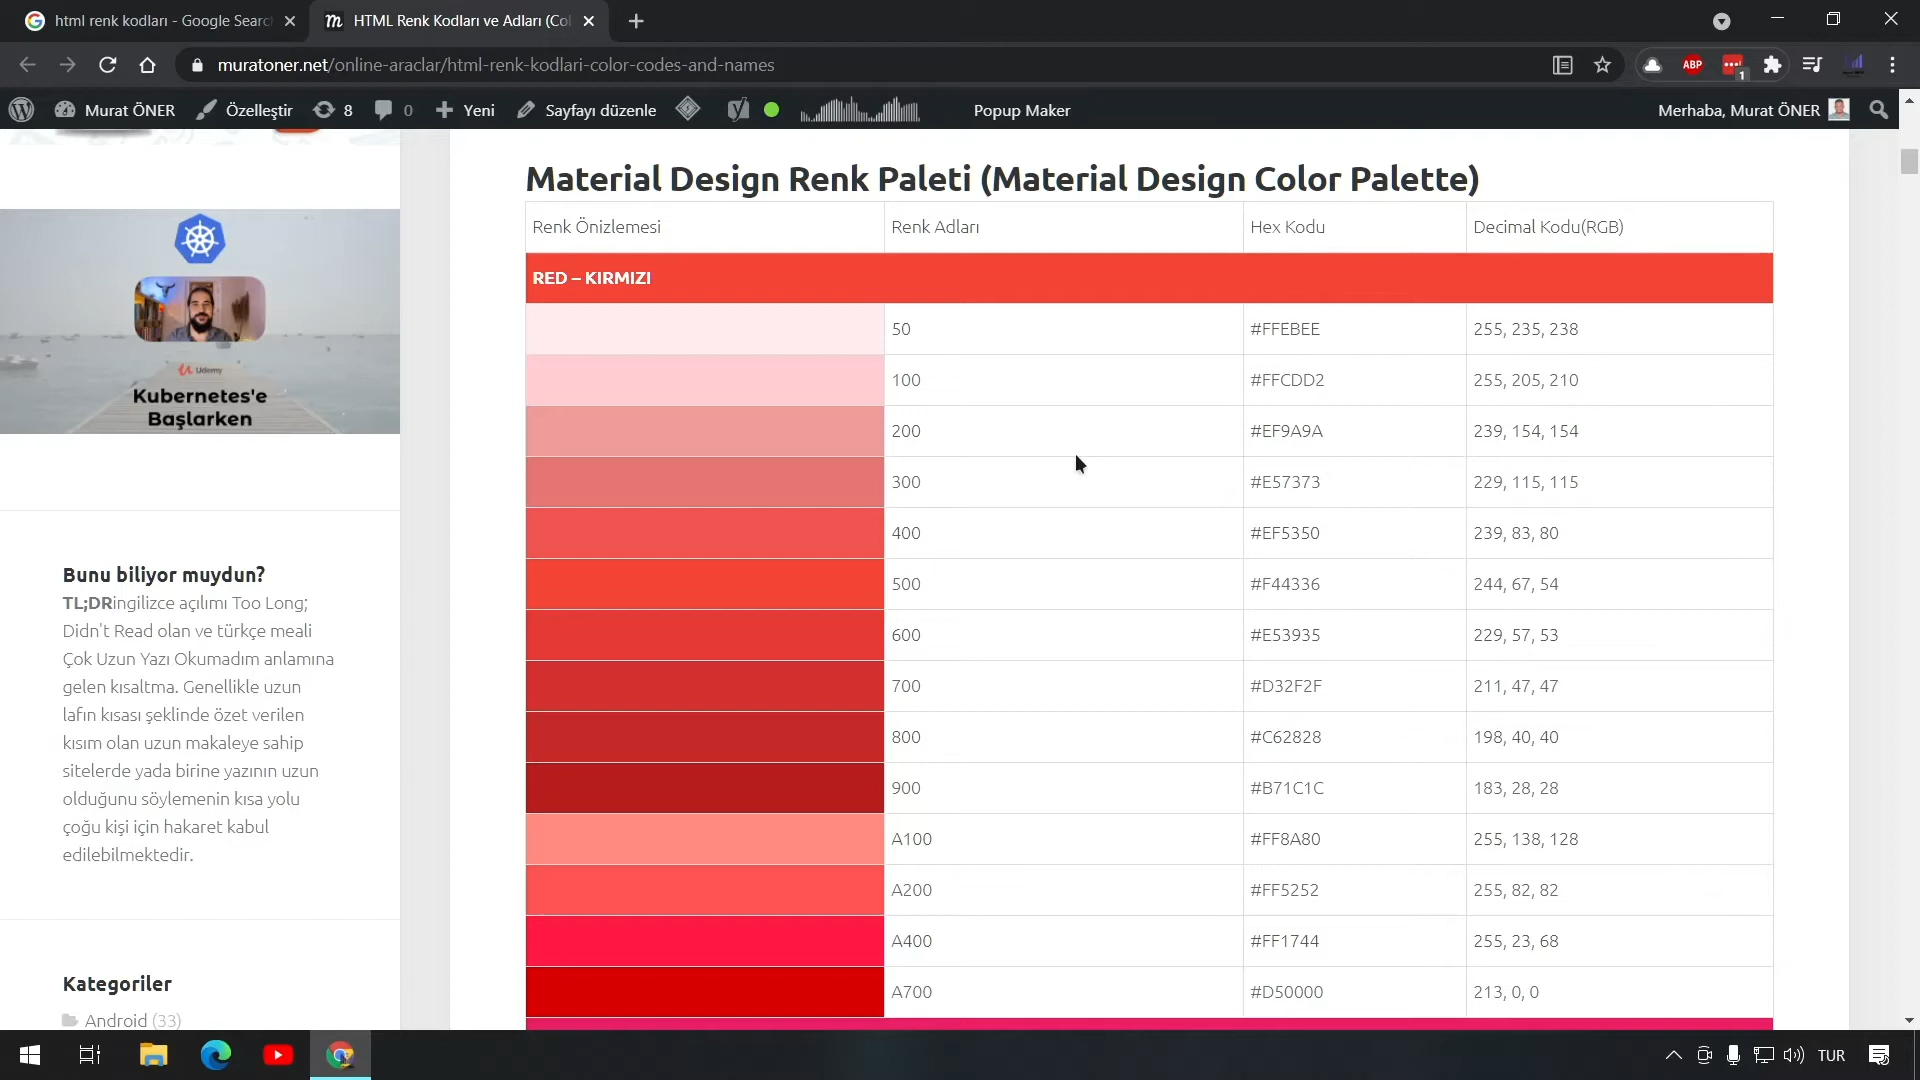 html renk kodları - Google Searc
HTML Renk Kodları ve Adları (Col
muratoner.net/online-araclar/html-renk-kodlari-color-codes-and-names
ABP
1
Murat ÖNER
Özelleştir
8
0
Yeni
Sayfayı düzenle
Popup Maker
Merhaba, Murat ÖNER
Udemy
Kubernetes'e
Başlarken
Bunu biliyor muydun?
TL;DRingilizce açılımı Too Long;
Didn't Read olan ve türkçe meali
Çok Uzun Yazı Okumadım anlamına
gelen kısaltma. Genellikle uzun
lafın kısası şeklinde özet verilen
kısım olan uzun makaleye sahip
sitelerde yada birine yazının uzun
olduğunu söylemenin kısa yolu
çoğu kişi için hakaret kabul
edilebilmektedir.
Kategoriler
Android (33)
Material Design Renk Paleti (Material Design Color Palette)
Renk Önizlemesi Renk Adları Hex Kodu Decimal Kodu(RGB)
RED – KIRMIZI
50 #FFEBEE 255, 235, 238
100 #FFCDD2 255, 205, 210
200 #EF9A9A 239, 154, 154
300 #E57373 229, 115, 115
400 #EF5350 239, 83, 80
500 #F44336 244, 67, 54
600 #E53935 229, 57, 53
700 #D32F2F 211, 47, 47
800 #C62828 198, 40, 40
900 #B71C1C 183, 28, 28
A100 #FF8A80 255, 138, 128
A200 #FF5252 255, 82, 82
A400 #FF1744 255, 23, 68
A700 #D50000 213, 0, 0
TUR